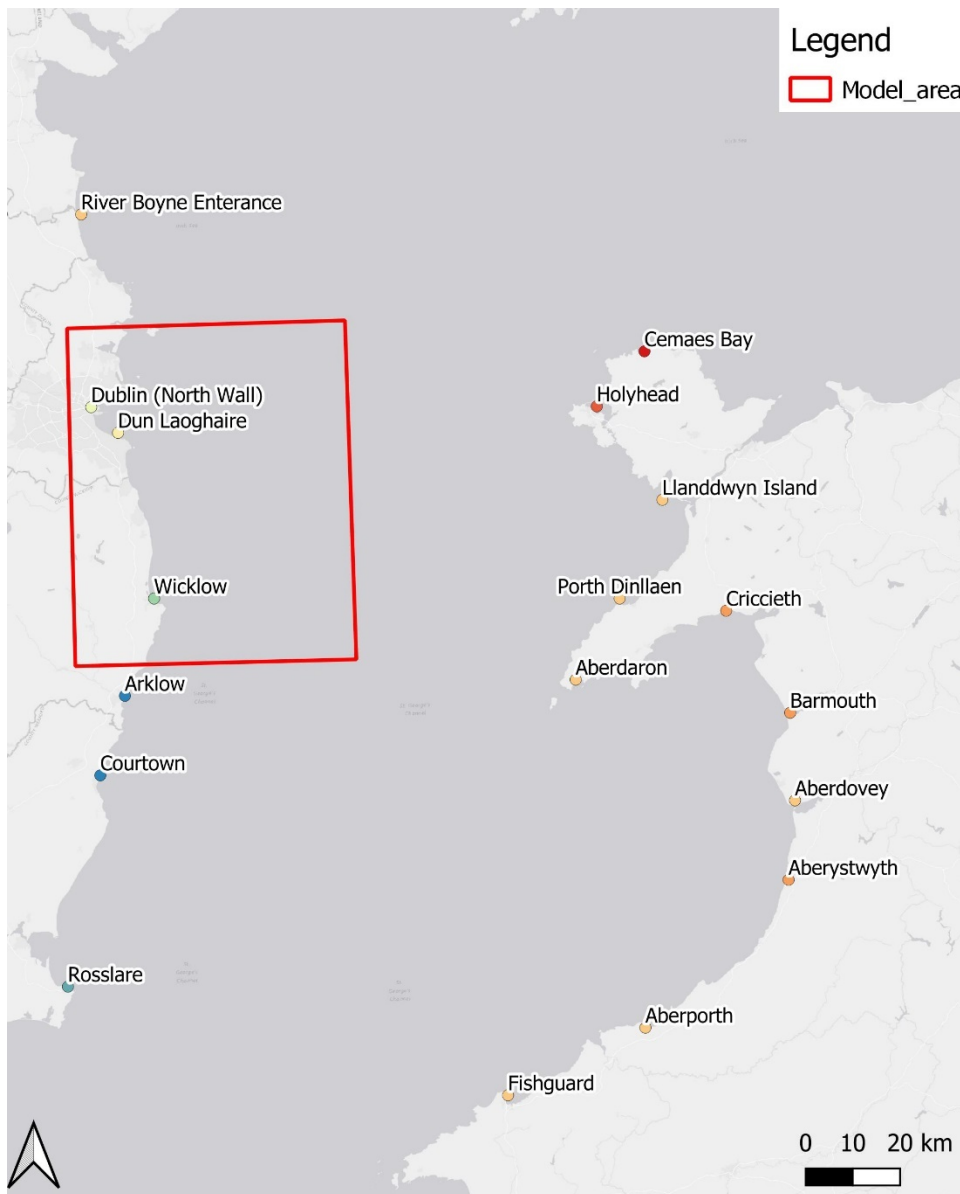 Legend
Model_area
River Boyne Enterance
Cemaes Bay
Dublin (North Wall)
Holyhead
Dun Laoghaire
Llanddwyn Island
Wicklow
Porth Dinllaen
Criccieth
Aberdaron
Arklow
Barmouth
Courtown
Aberdovey
Aberystwyth
Rosslare
Aberporth
Fishguard
0 10 20 km